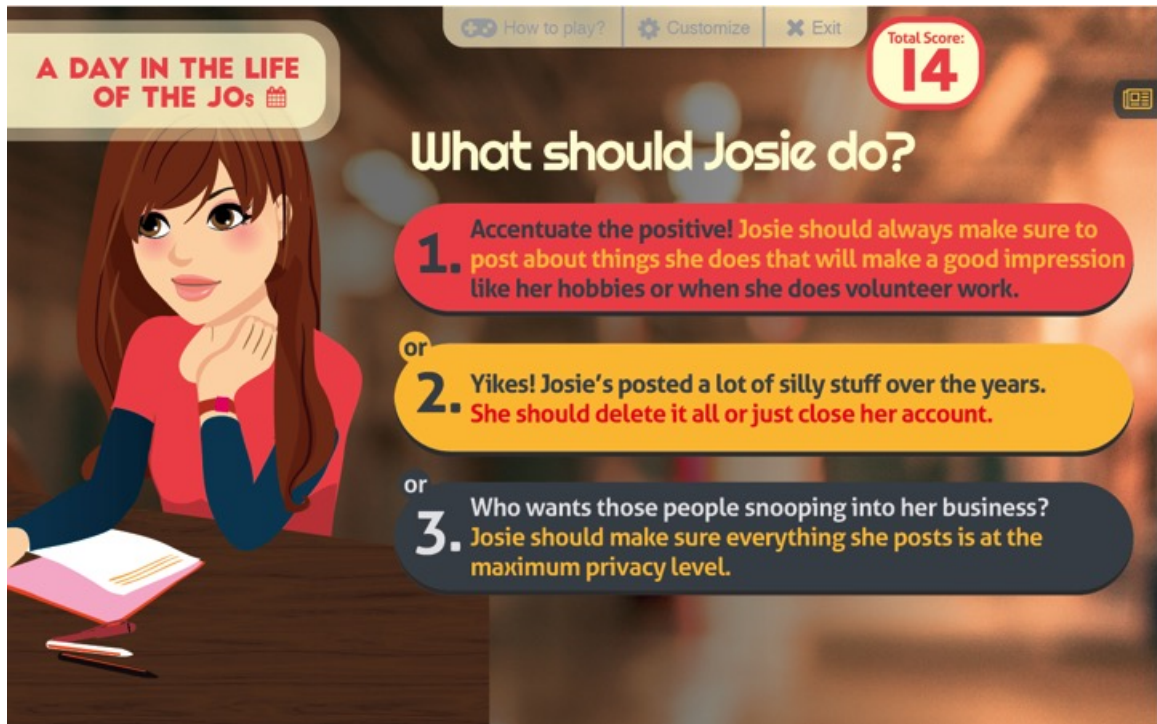 How to play?
Customize
Exit
A DAY IN THE LIFE
OF THE JOs
Total Score:
14
What should Josie do?
1.
Accentuate the positive! Josie should always make sure to
post about things she does that will make a good impression
like her hobbies or when she does volunteer work.
or
2.
Yikes! Josie’s posted a lot of silly stuff over the years.
She should delete it all or just close her account.
or
3.
Who wants those people snooping into her business?
Josie should make sure everything she posts is at the
maximum privacy level.